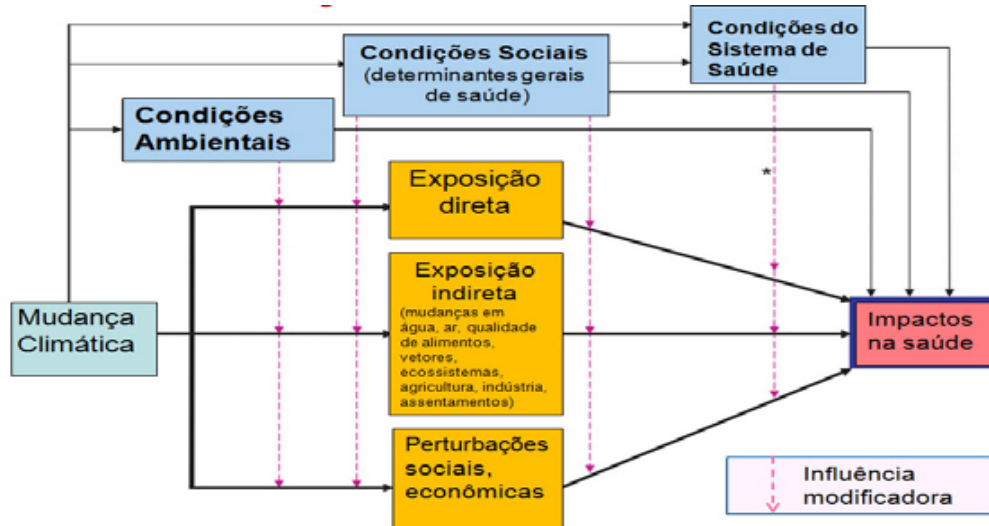 Condições do
Sistema de
Saúde
Condições Sociais
(determinantes gerais
de saúde)
Condições
Ambientais
*
Exposição
direta
Exposição
indireta
(mudanças em
água, ar, qualidade
de alimentos,
vetores,
ecossistemas,
agricultura, indústria,
assentamentos)
Mudança
Climática
Impactos
na saúde
Perturbações
sociais,
econômicas
Influência
modificadora